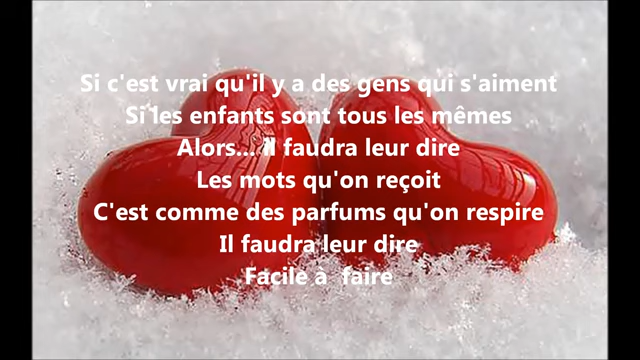 Si c'est vrai qu'il y a des gens qui s'aiment
Si les enfants sont tous les mêmes
Alors... Il faudra leur dire
Les mots qu'on reçoit
C'est comme des parfums qu'on respire
Il faudra leur dire
Facile à faire